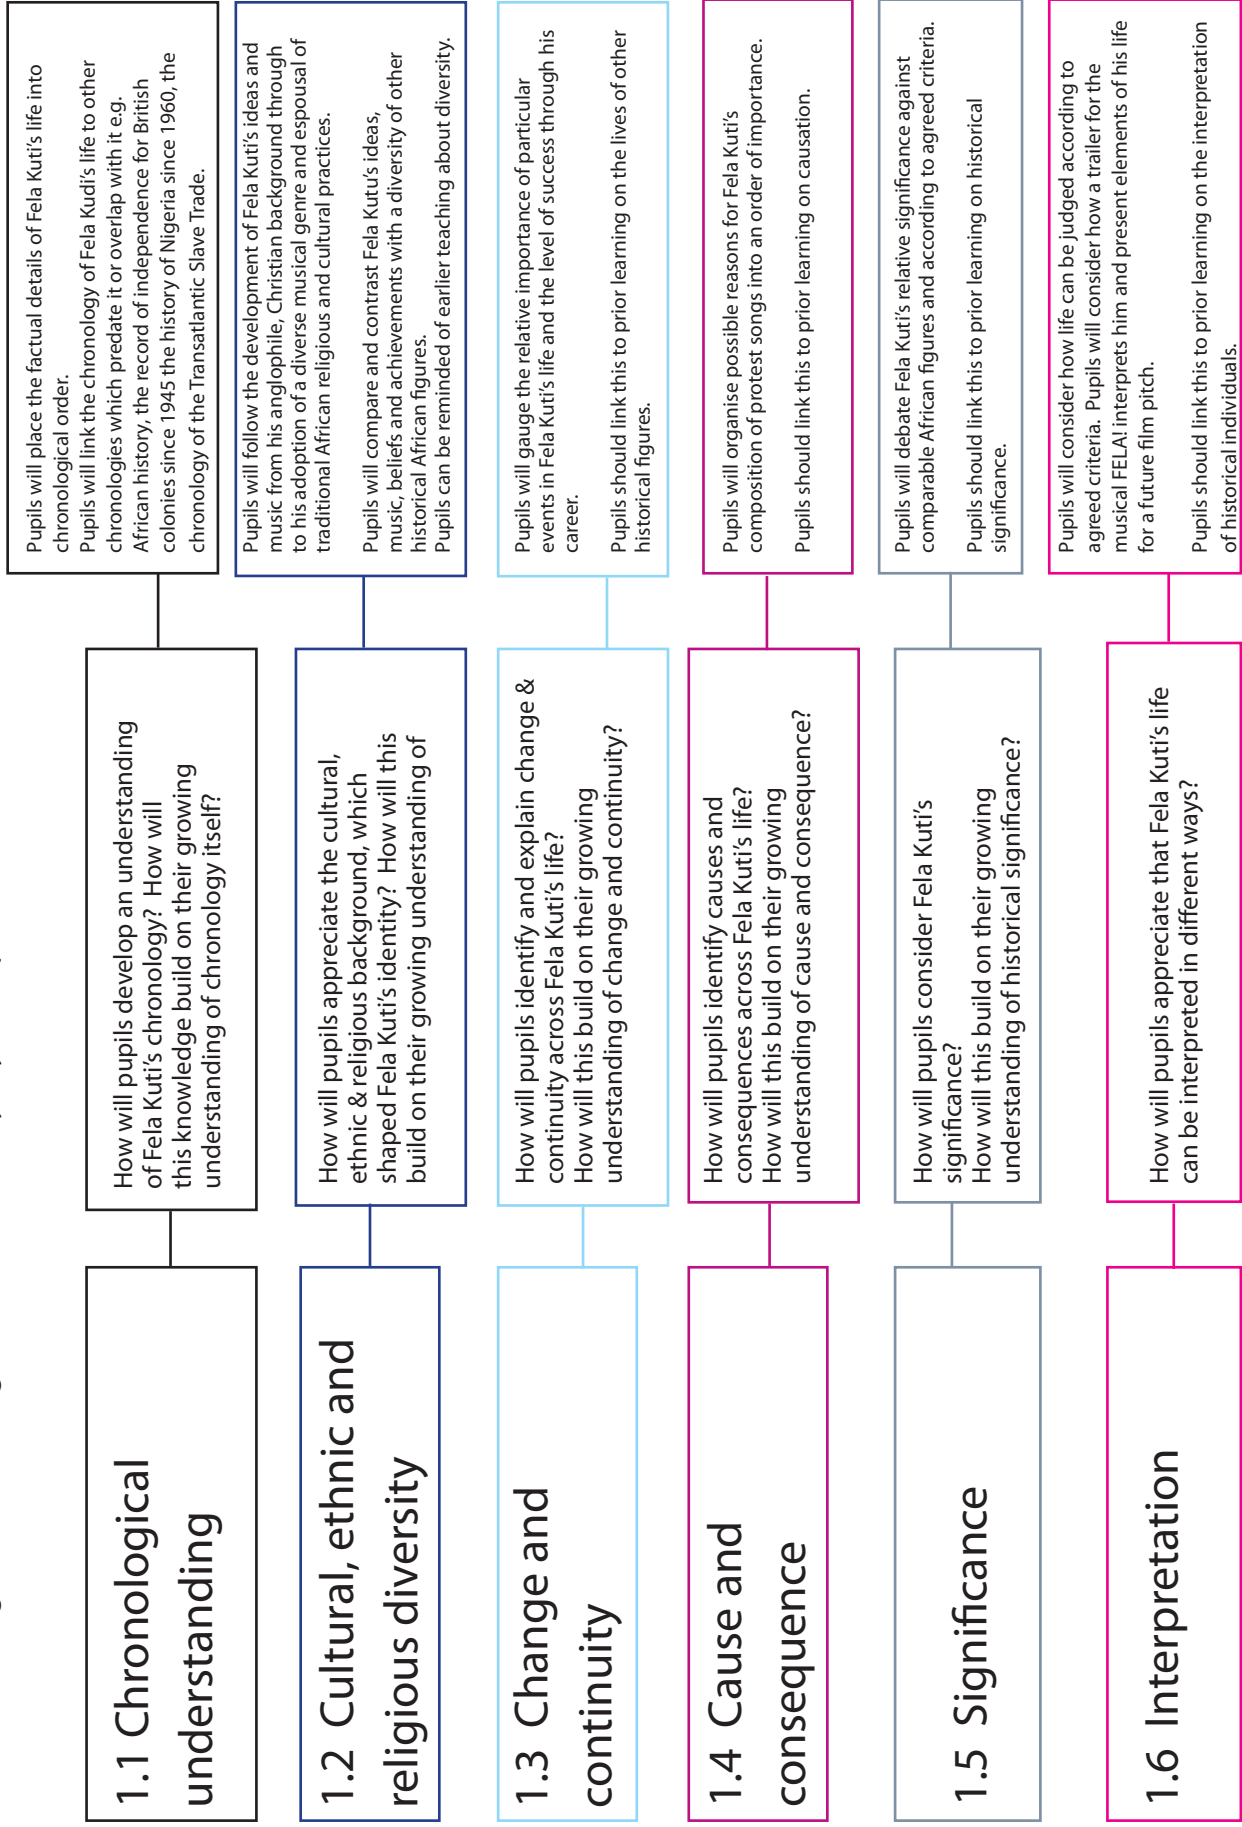 1.1 Chronological
understanding
How will pupils develop an understanding
of Fela Kuti's chronology?  How will
this knowledge build on their growing
understanding of chronology itself?
Pupils will place the factual details of Fela Kuti's life into
chronological order.
Pupils will link the chronology of Fela Kudi's life to other
chronologies which predate it or overlap with it e.g.
African history, the record of independence for British
colonies since 1945 the history of Nigeria since 1960, the
chronology of the Transatlantic Slave Trade.
1.2 Cultural, ethnic and
religious diversity
How will pupils appreciate the cultural,
ethnic & religious background, which
shaped Fela Kuti's identity?  How will this
build on their growing understanding of
Pupils will follow the development of Fela Kuti's ideas and
music from his anglophile, Christian background through
to his adoption of a diverse musical genre and espousal of
traditional African religious and cultural practices.
Pupils will compare and contrast Fela Kutu's ideas,
music, beliefs and achievements with a diversity of other
historical African figures.
Pupils can be reminded of earlier teaching about diversity.
1.3 Change and
continuity
How will pupils identify and explain change &
continuity across Fela Kuti's life?
How will this build on their growing
understanding of change and continuity?
Pupils will gauge the relative importance of particular
events in Fela Kuti's life and the level of success through his
career.
Pupils should link this to prior learning on the lives of other
historical figures.
1.4 Cause and
consequence
How will pupils identify causes and
consequences across Fela Kuti's life?
How will this build on their growing
understanding of cause and consequence?
Pupils will organise possible reasons for Fela Kuti's
composition of protest songs into an order of importance.
Pupils should link this to prior learning on causation.
1.5 Significance
How will pupils consider Fela Kuti's
significance?
How will this build on their growing
understanding of historical significance?
Pupils will debate Fela Kuti's relative significance against
comparable African figures and according to agreed criteria.
Pupils should link this to prior learning on historical
significance.
1.6 Interpretation
How will pupils appreciate that Fela Kuti's life
can be interpreted in different ways?
Pupils will consider how life can be judged according to
agreed criteria.  Pupils will consider how a trailer for the
musical FELA! interprets him and present elements of his life
for a future film pitch.
Pupils should link this to prior learning on the interpretation
of historical individuals.